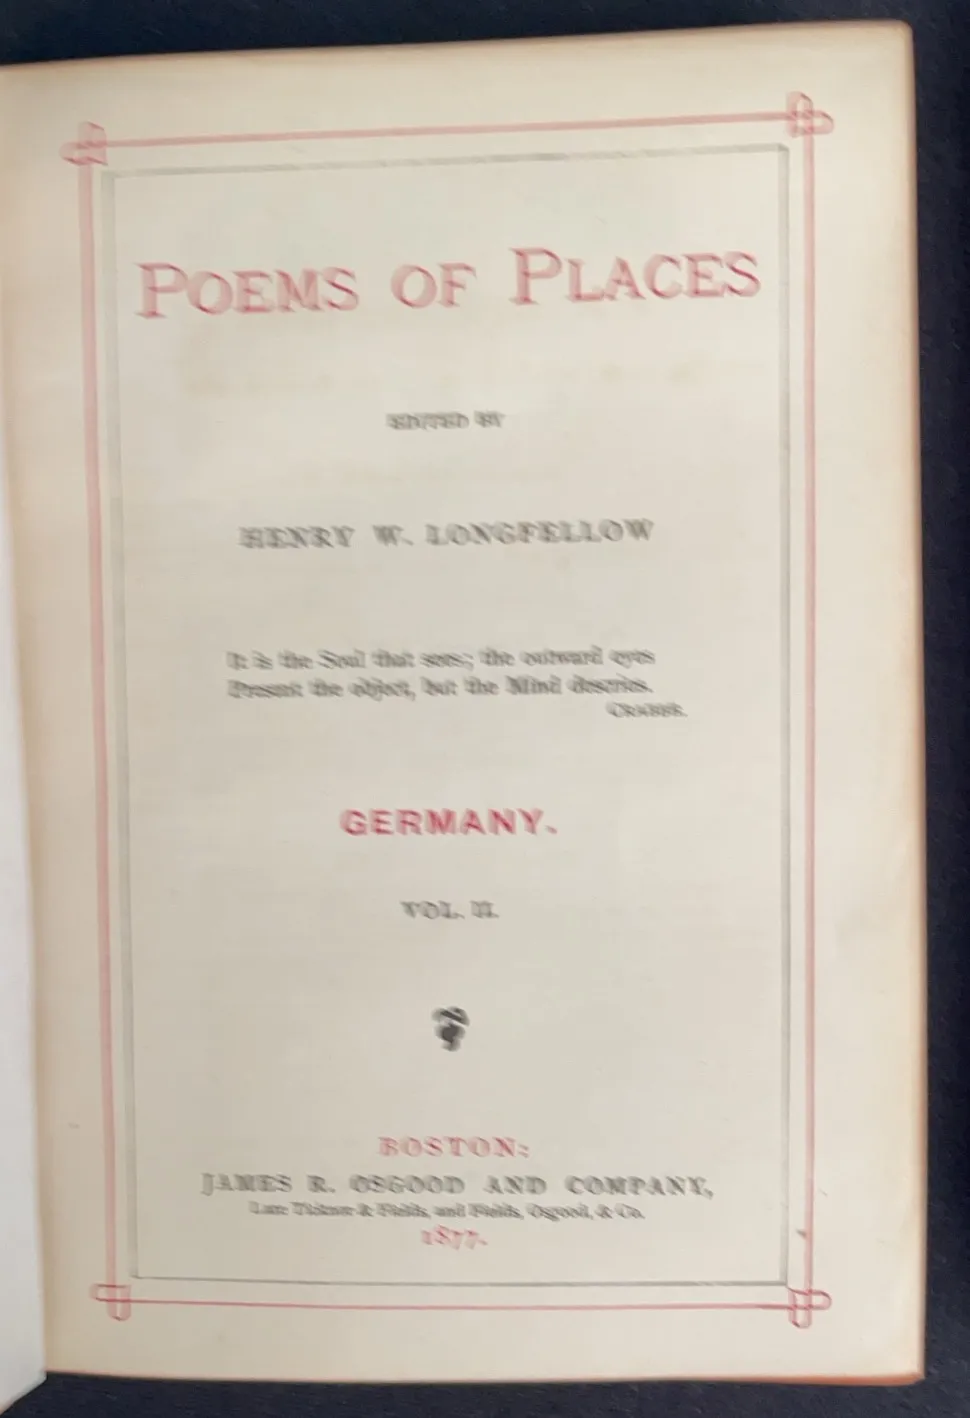 POEMS OF PLACES
EDITED BY
HENRY W. LONGFELLOW
It is the Soul that sees; the outward eyes
Present the object, but the Mind descries.
CRABBE.
GERMANY.
VOL. II.
BOSTON:
JAMES R. OSGOOD AND COMPANY,
Late Ticknor & Fields, and Fields, Osgood, & Co.
1877.